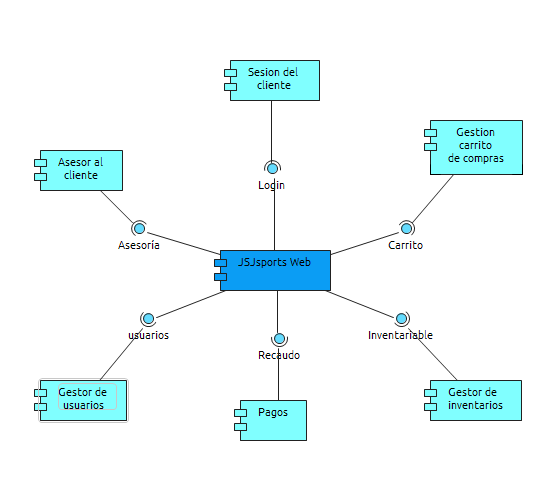 Sesion del
cliente
Gestion
carrito
de compras
Asesor al
cliente
Login
Asesoría
Carrito
JSJsports Web
usuarios
Recaudo
Inventariable
Gestor de
usuarios
Pagos
Gestor de
inventarios